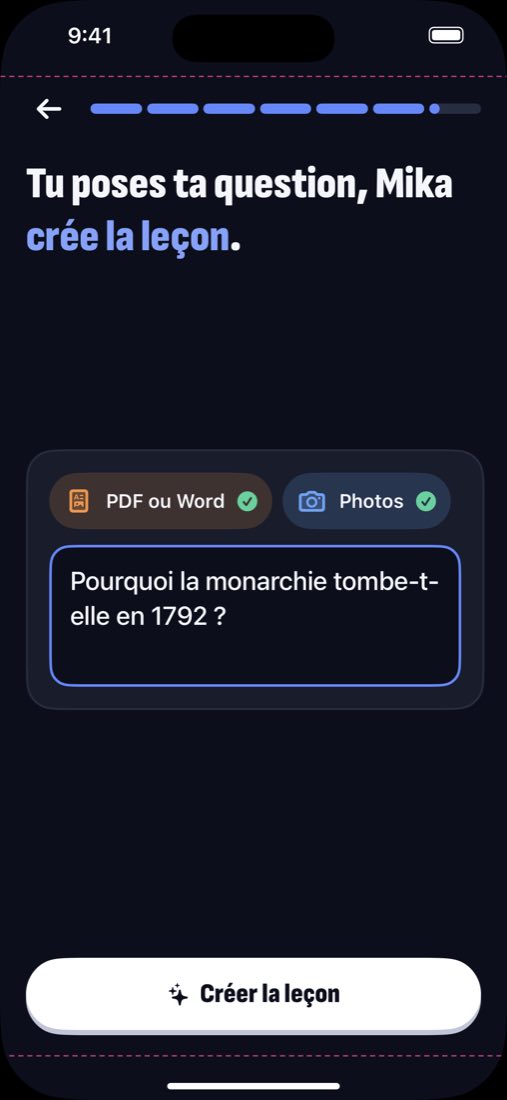 9:41
Tu poses ta question, Mika
crée la leçon.
PDF ou Word
Photos
Pourquoi la monarchie tombe-t-
elle en 1792 ?
Créer la leçon